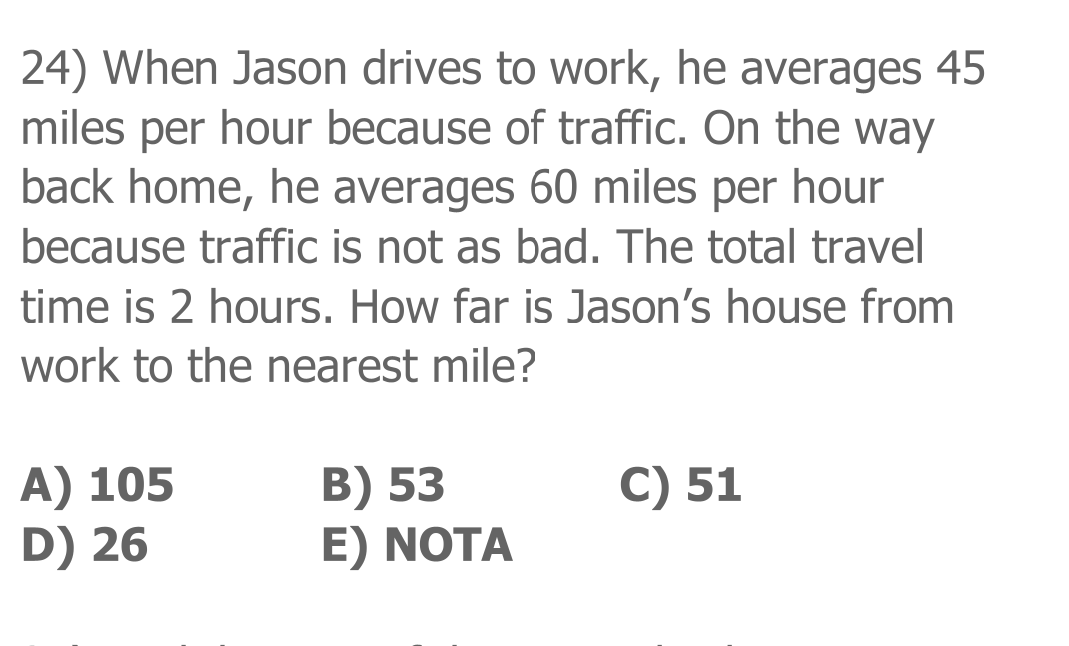 24) When Jason drives to work, he averages 45
miles per hour because of traffic. On the way
back home, he averages 60 miles per hour
because traffic is not as bad. The total travel
time is 2 hours. How far is Jason’s house from
work to the nearest mile?
A) 105 B) 53 C) 51
D) 26 E) NOTA